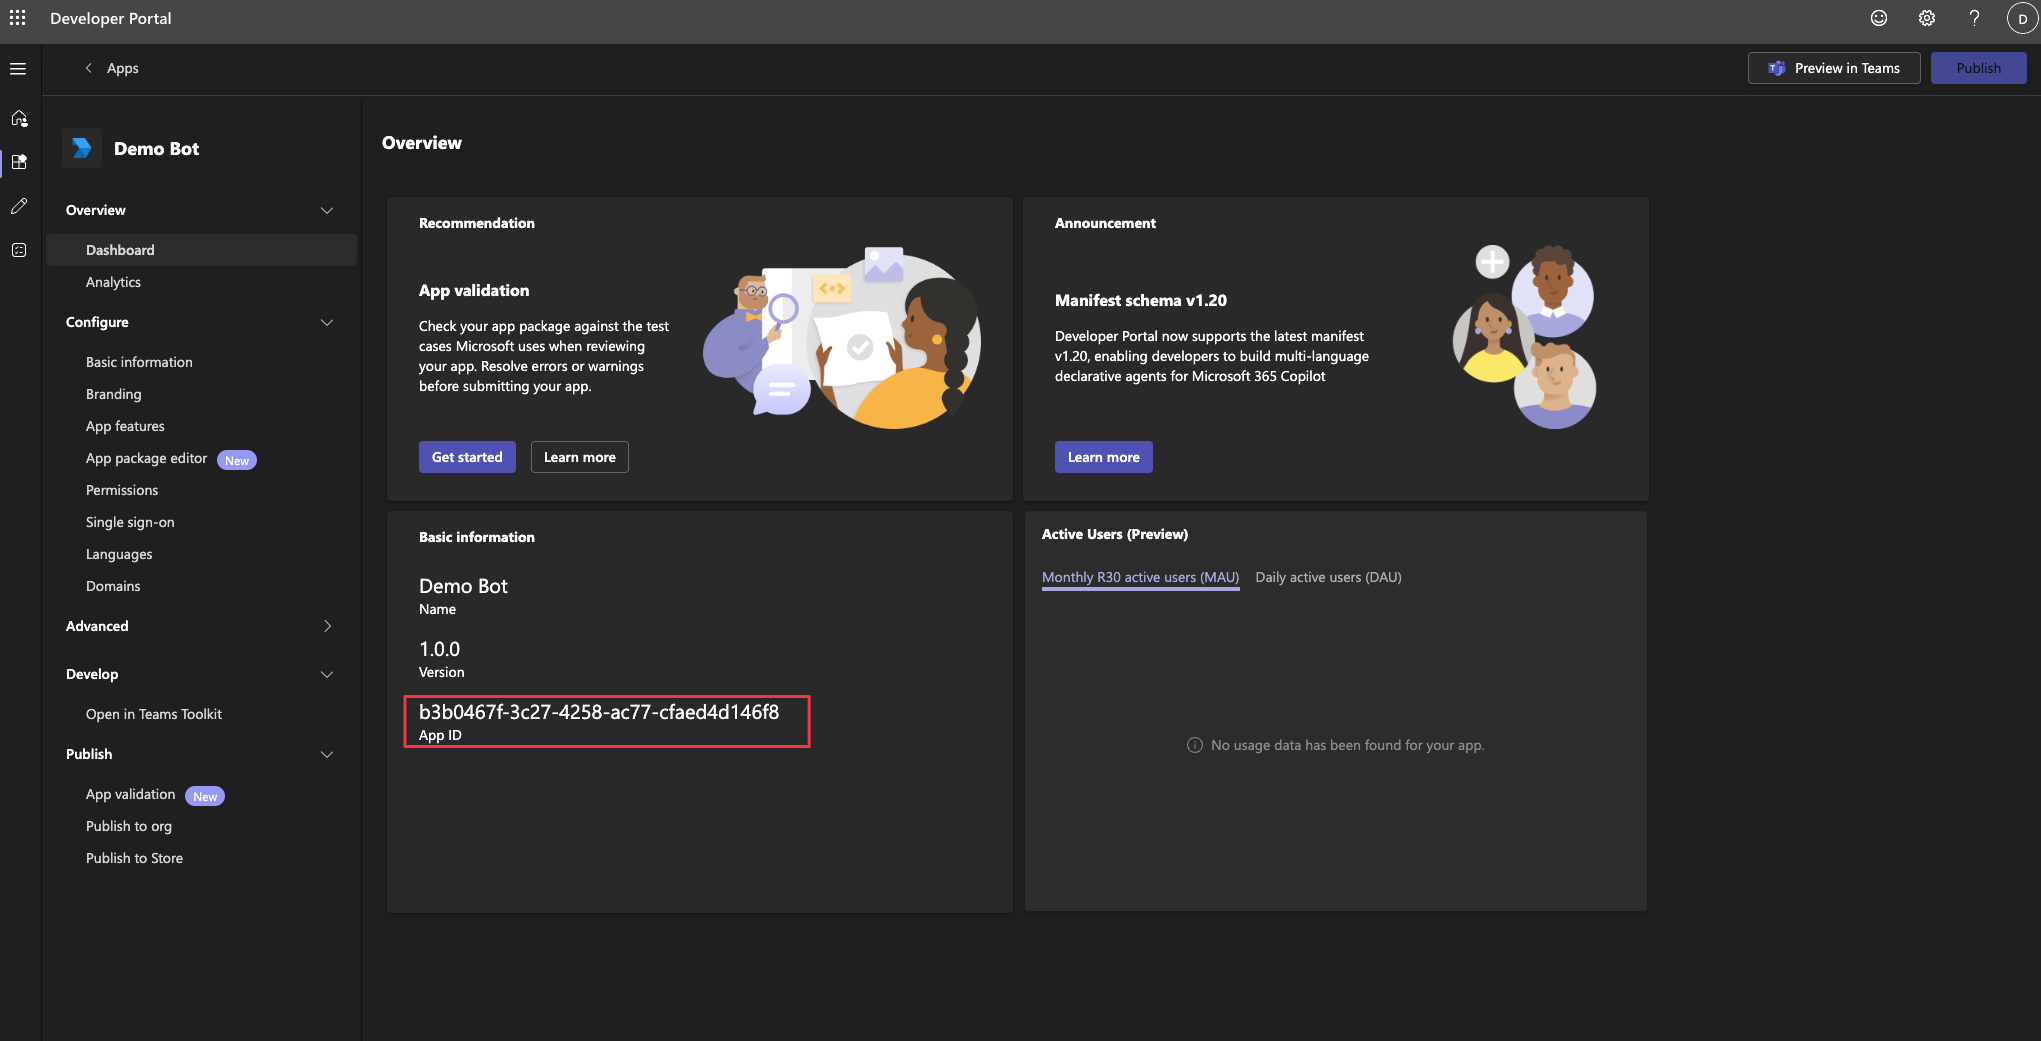 Developer Portal
D
Apps
Preview in Teams
Publish
Demo Bot
Overview
Dashboard
Analytics
Configure
Basic information
Branding
App features
App package editor New
Permissions
Single sign-on
Languages
Domains
Advanced
Develop
Open in Teams Toolkit
Publish
App validation New
Publish to org
Publish to Store
Overview
Recommendation
App validation
Check your app package against the test
cases Microsoft uses when reviewing
your app. Resolve errors or warnings
before submitting your app.
Get started
Learn more
Announcement
Manifest schema v1.20
Developer Portal now supports the latest manifest
v1.20, enabling developers to build multi-language
declarative agents for Microsoft 365 Copilot
Learn more
Basic information
Demo Bot
Name
1.0.0
Version
b3b0467f-3c27-4258-ac77-cfaed4d146f8
App ID
Active Users (Preview)
Monthly R30 active users (MAU)
Daily active users (DAU)
No usage data has been found for your app.